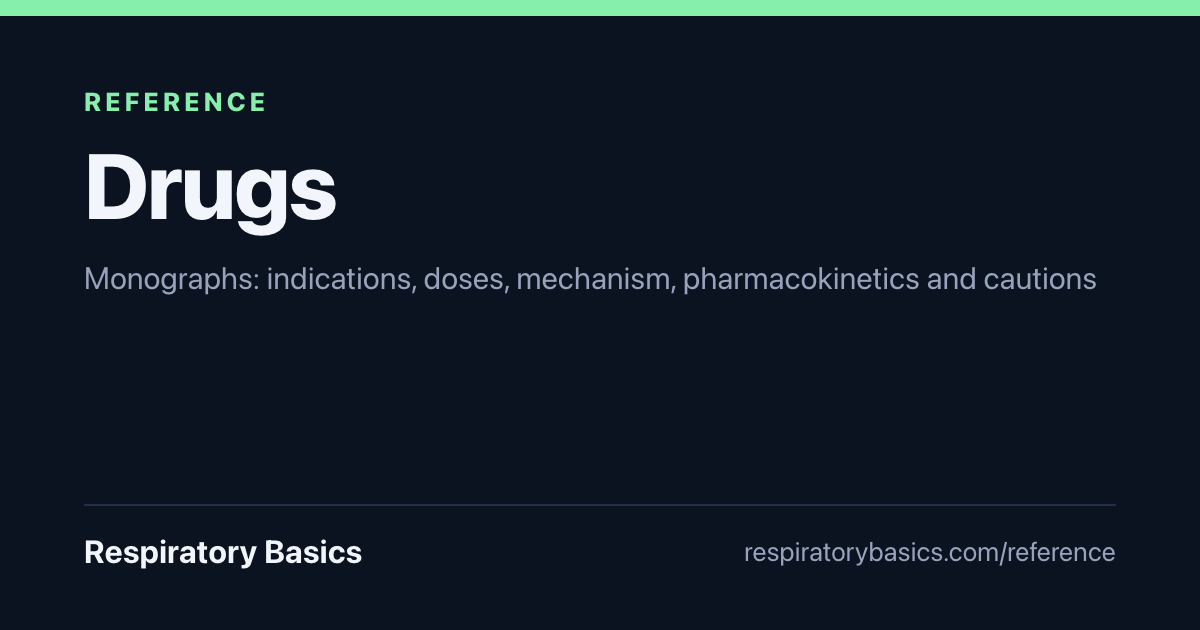 REFERENCE
Drugs
Monographs: indications, doses, mechanism, pharmacokinetics and cautions
Respiratory Basics
respiratorybasics.com/reference